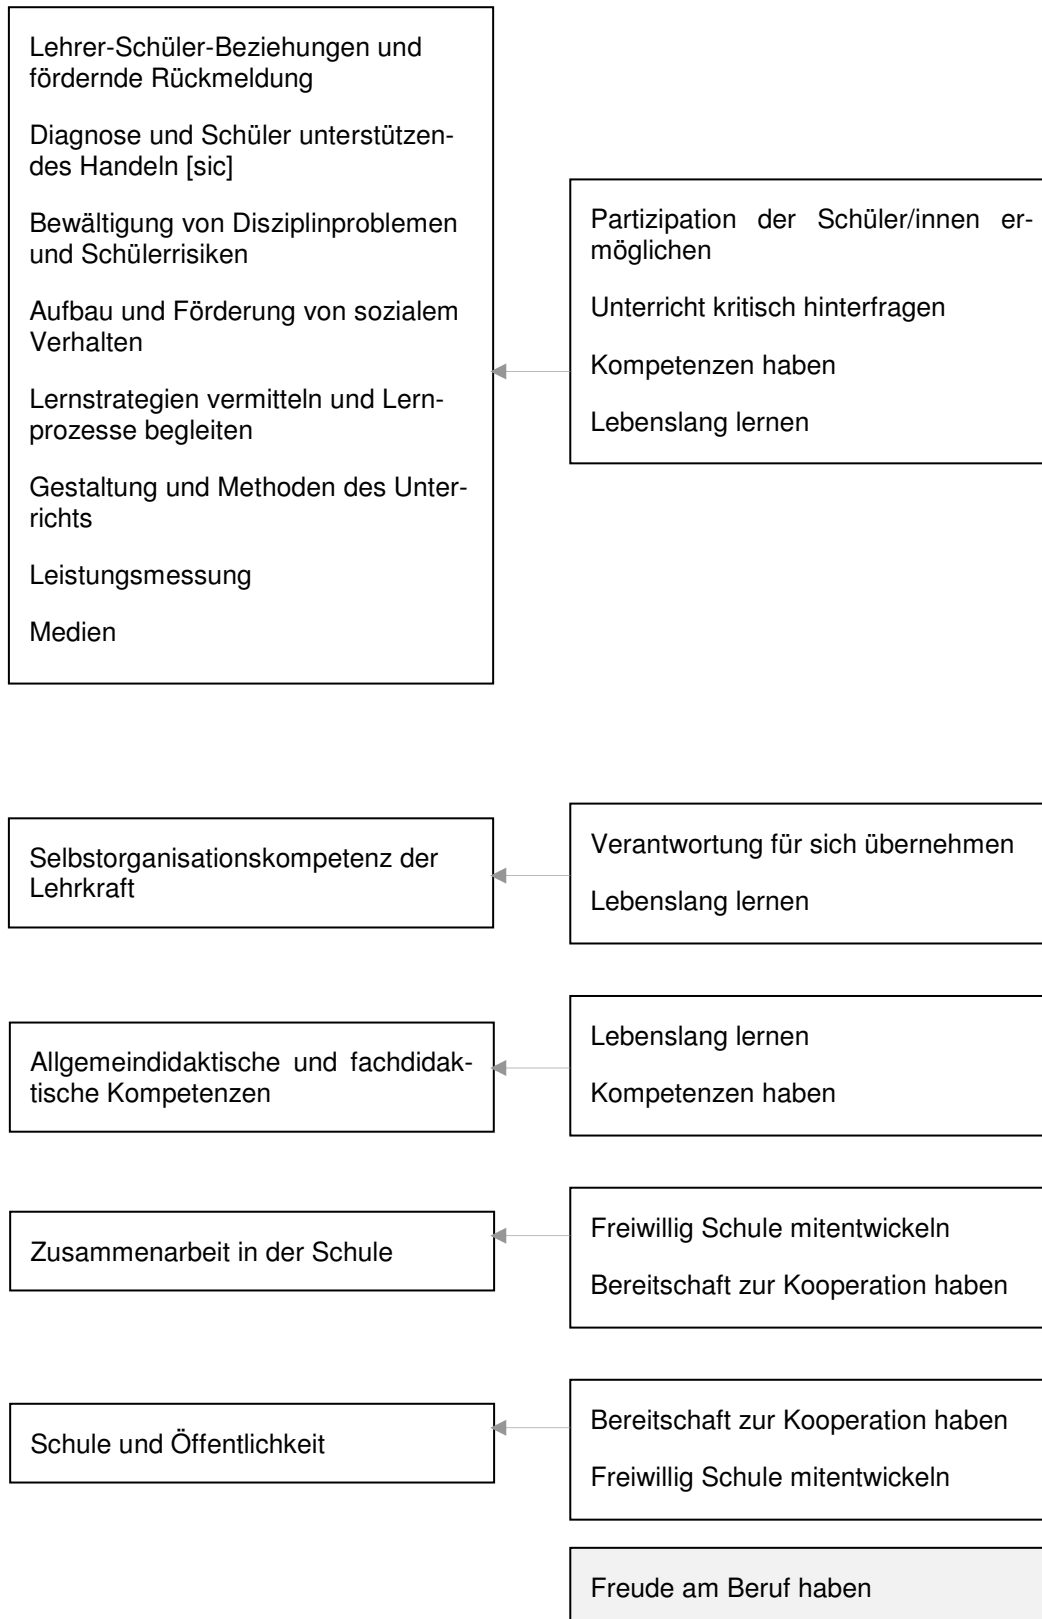 Lehrer-Schüler-Beziehungen und
fördernde Rückmeldung
Diagnose und Schüler unterstützen-
des Handeln [sic]
Bewältigung von Disziplinproblemen
und Schülerrisiken
Aufbau und Förderung von sozialem
Verhalten
Lernstrategien vermitteln und Lern-
prozesse begleiten
Gestaltung und Methoden des Unter-
richts
Leistungsmessung
Medien
Partizipation der Schüler/innen er-
möglichen
Unterricht kritisch hinterfragen
Kompetenzen haben
Lebenslang lernen
Selbstorganisationskompetenz der
Lehrkraft
Verantwortung für sich übernehmen
Lebenslang lernen
Allgemeindidaktische und fachdidak-
tische Kompetenzen
Lebenslang lernen
Kompetenzen haben
Zusammenarbeit in der Schule
Freiwillig Schule mitentwickeln
Bereitschaft zur Kooperation haben
Schule und Öffentlichkeit
Bereitschaft zur Kooperation haben
Freiwillig Schule mitentwickeln
Freude am Beruf haben